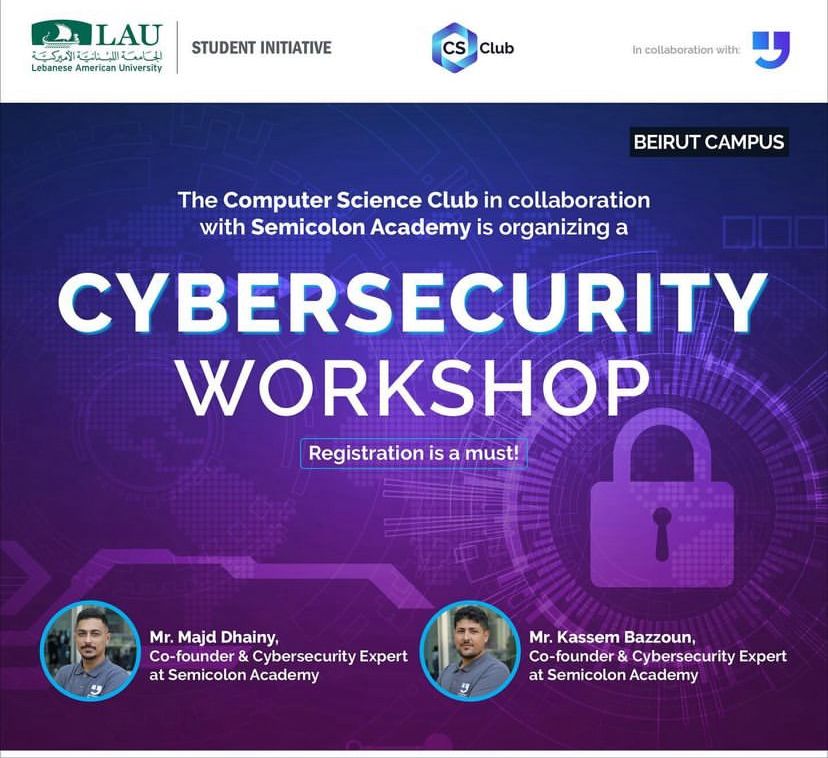 LAU
الجامعة اللبنانية الأميركية
Lebanese American University
STUDENT INITIATIVE
CS Club
In collaboration with:
BEIRUT CAMPUS
The Computer Science Club in collaboration
with Semicolon Academy is organizing a
CYBERSECURITY
WORKSHOP
Registration is a must!
Mr. Majd Dhainy,
Co-founder & Cybersecurity Expert
at Semicolon Academy
Mr. Kassem Bazzoun,
Co-founder & Cybersecurity Expert
at Semicolon Academy